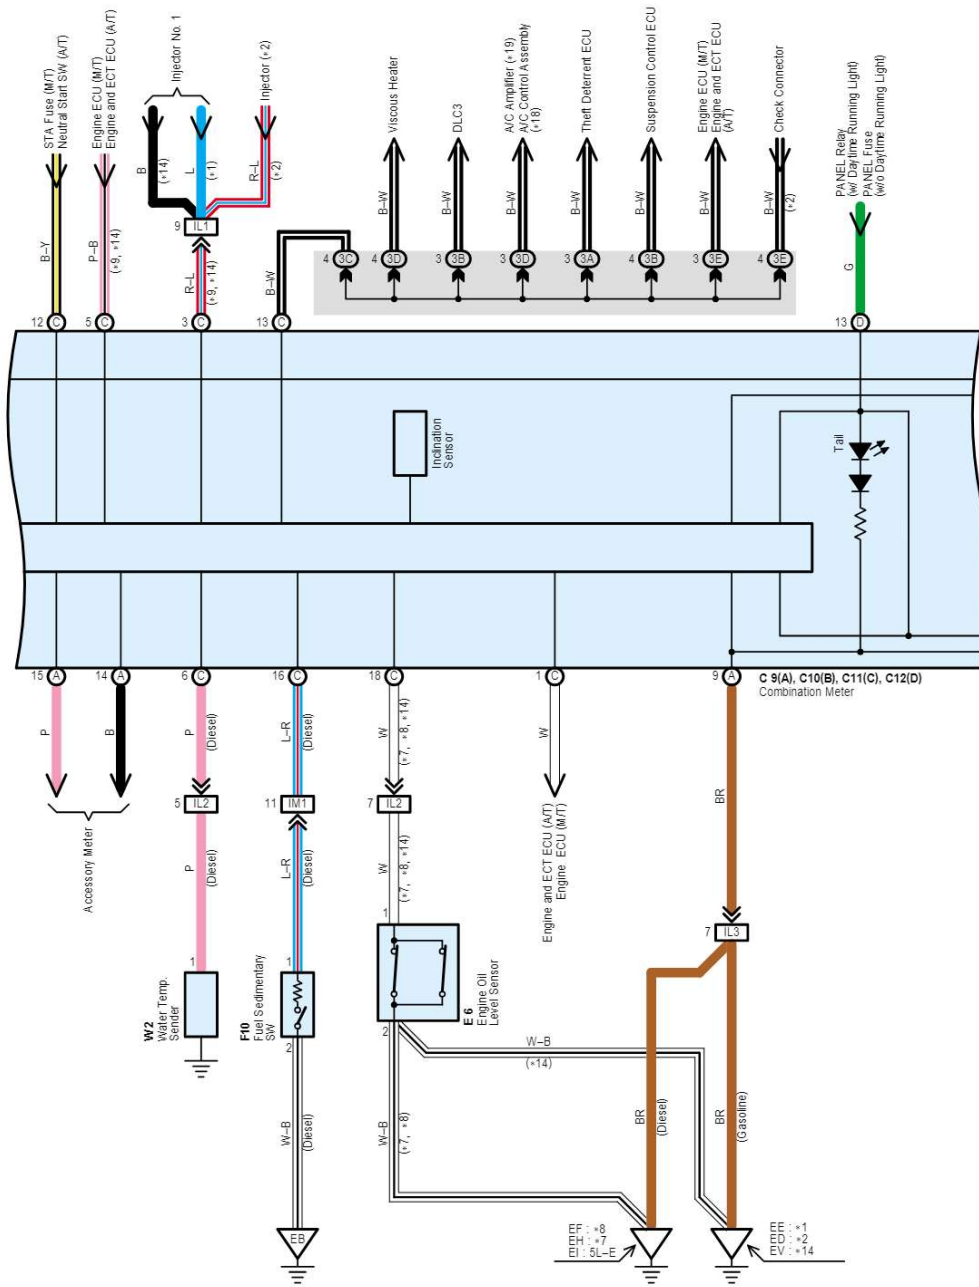 STA Fuse (M/T)
Neutral Start SW (A/T)
Engine ECU (M/T)
Engine and ECT ECU (A/T)
Injector No. 1
Injector (*2)
Viscous Heater
DLC3
A/C Amplifier (*19)
A/C Control Assembly
(*18)
Theft Deterrent ECU
Suspension Control ECU
Engine ECU (M/T)
Engine and ECT ECU
(A/T)
Check Connector
PANEL Relay
(w/ Daytime Running Light)
PANEL Fuse
(w/o Daytime Running Light)
B
(*14)
L
(*1)
R–L
(*2)
9 IL1
B–Y
P–B
(*9, *14)
R–L
(*9, *14)
B–W
B–W
B–W
B–W
B–W
B–W
B–W
B–W
(*2)
G
4 3C
4 3D
3 3B
3 3D
3 3A
4 3B
3 3E
4 3E
12 C
5 C
3 C
13 C
13 D
Inclination
Sensor
Tail
15 A
14 A
6 C
16 C
18 C
1 C
9 A
C 9(A), C10(B), C11(C), C12(D)
Combination Meter
P
B
P
(Diesel)
L–R
(Diesel)
W
(*7, *8, *14)
W
BR
Accessory Meter
5 IL2
11 IM1
7 IL2
P
(Diesel)
L–R
(Diesel)
W
(*7, *8, *14)
Engine and ECT ECU (A/T)
Engine ECU (M/T)
7 IL3
1
1
1
W 2
Water Temp.
Sender
F10
Fuel Sedimentary
SW
E 6
Engine Oil
Level Sensor
2
2
W–B
(*14)
W–B
(Diesel)
W–B
(*7, *8)
BR
(Diesel)
BR
(Gasoline)
EB
EF : *8
EH : *7
EI : 5L–E
EE : *1
ED : *2
EV : *14